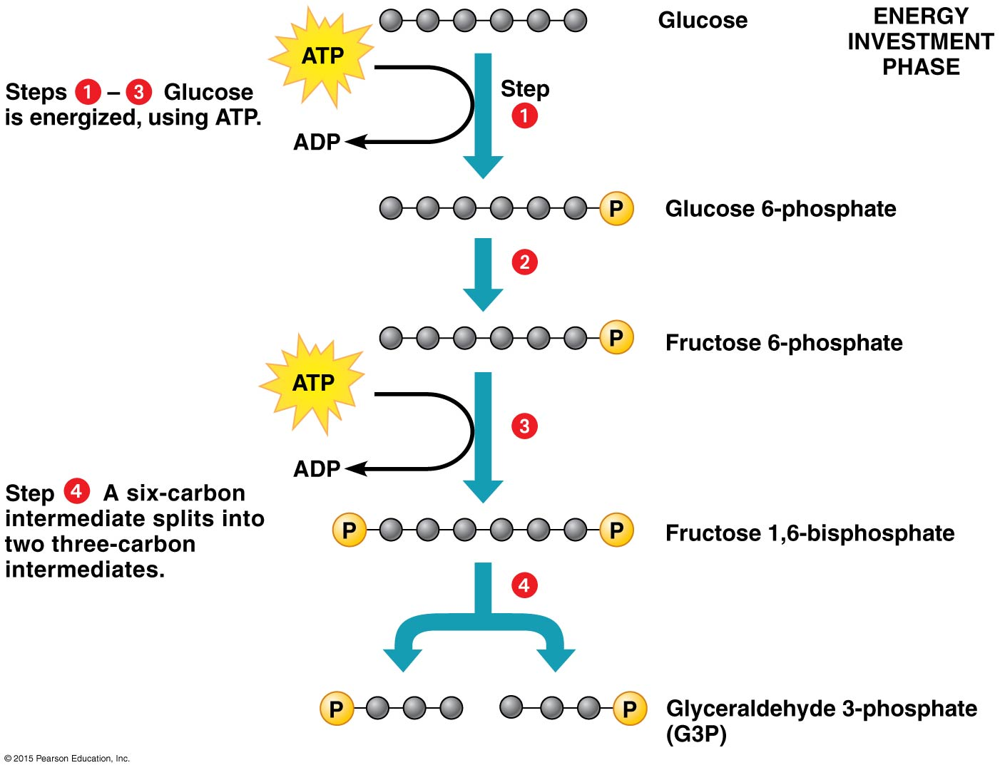 Glucose
ENERGY
INVESTMENT
PHASE
ATP
Steps 1 – 3 Glucose
is energized, using ATP.
Step
1
ADP
P
Glucose 6-phosphate
2
P
Fructose 6-phosphate
ATP
3
ADP
Step 4 A six-carbon
intermediate splits into
two three-carbon
intermediates.
P
P
Fructose 1,6-bisphosphate
4
P
P
Glyceraldehyde 3-phosphate
(G3P)
© 2015 Pearson Education, Inc.